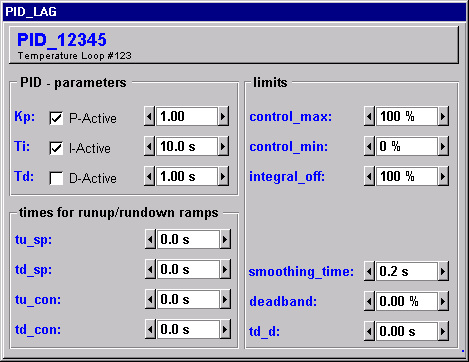 PID_LAG
PID_12345
Temperature Loop #123
PID - parameters
Kp: P-Active 1.00
Ti: I-Active 10.0 s
Td: D-Active 1.00 s
times for runup/rundown ramps
tu_sp: 0.0 s
td_sp: 0.0 s
tu_con: 0.0 s
td_con: 0.0 s
limits
control_max: 100 %
control_min: 0 %
integral_off: 100 %
smoothing_time: 0.2 s
deadband: 0.00 %
td_d: 0.00 s